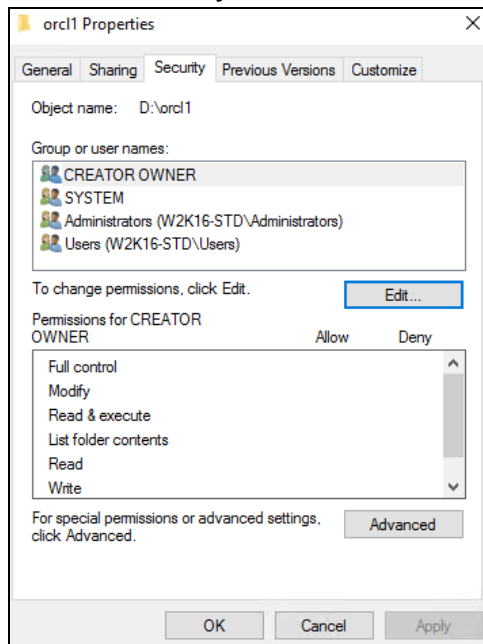 orcl1 Properties
General Sharing Security Previous Versions Customize
Object name: D:\orcl1
Group or user names:
CREATOR OWNER
SYSTEM
Administrators (W2K16-STD\Administrators)
Users (W2K16-STD\Users)
To change permissions, click Edit.
Edit...
Permissions for CREATOR
OWNER Allow Deny
Full control
Modify
Read & execute
List folder contents
Read
Write
For special permissions or advanced settings,
click Advanced.
Advanced
OK Cancel Apply